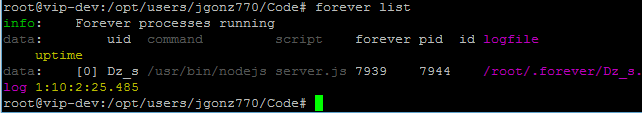 root@vip-dev:/opt/users/jgonz770/Code# forever list
info:    Forever processes running
data:        uid  command         script    forever pid  id logfile
    uptime
data:    [0] Dz_s /usr/bin/nodejs server.js 7939    7944    /root/.forever/Dz_s.
log 1:10:2:25.485
root@vip-dev:/opt/users/jgonz770/Code#